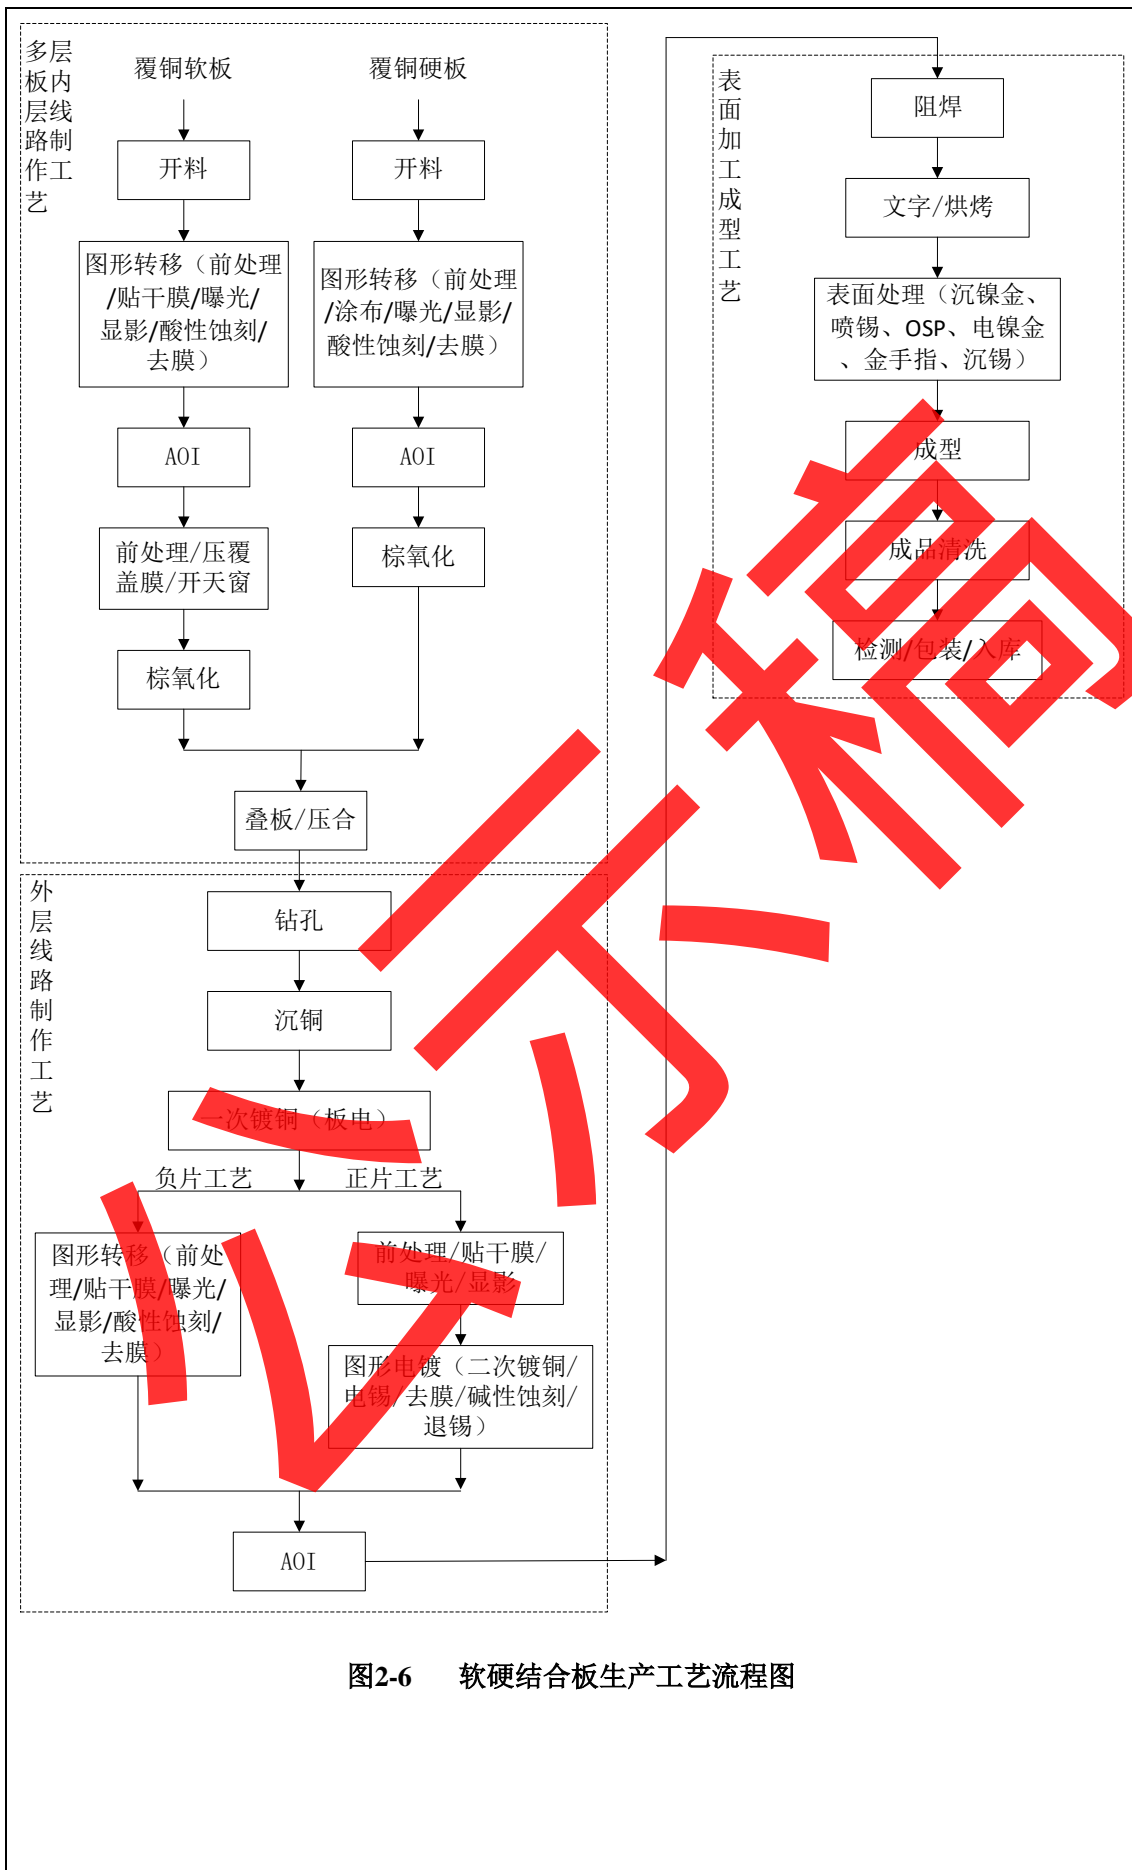 多层
板内
层线
路制
作工
艺
覆铜软板
覆铜硬板
开料
开料
图形转移（前处理
/贴干膜/曝光/
显影/酸性蚀刻/
去膜）
图形转移（前处理
/涂布/曝光/显影/
酸性蚀刻/去膜）
AOI
AOI
前处理/压覆
盖膜/开天窗
棕氧化
棕氧化
叠板/压合
外
层
线
路
制
作
工
艺
钻孔
沉铜
一次镀铜（板电）
负片工艺
正片工艺
图形转移（前处
理/贴干膜/曝光/
显影/酸性蚀刻/
去膜）
前处理/贴干膜/
曝光/显影
图形电镀（二次镀铜/
电锡/去膜/碱性蚀刻/
退锡）
AOI
表
面
加
工
成
型
工
艺
阻焊
文字/烘烤
表面处理（沉镍金、
喷锡、OSP、电镍金
、金手指、沉锡）
成型
成品清洗
检测/包装/入库
公示稿
图2-6 软硬结合板生产工艺流程图